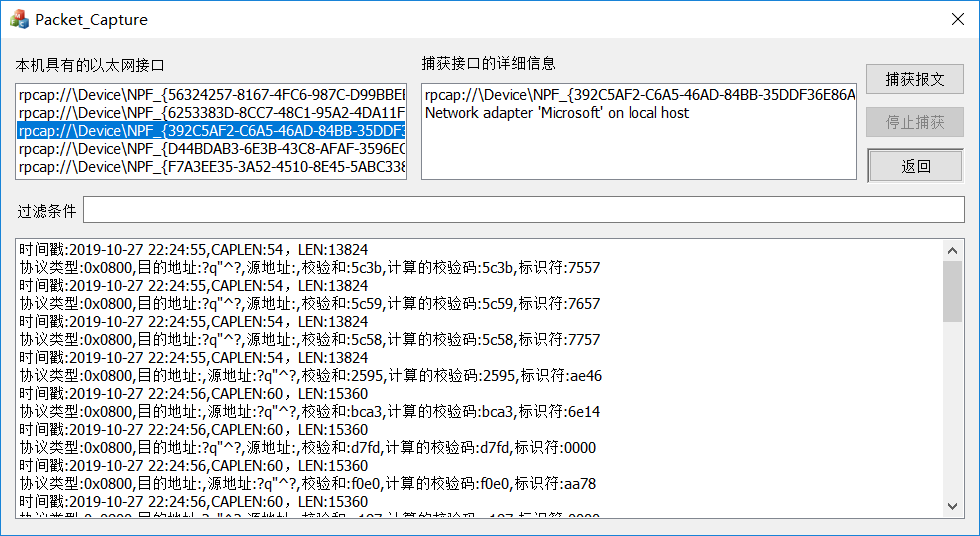 Packet_Capture
本机具有的以太网接口
捕获接口的详细信息
rpcap://\Device\NPF_{56324257-8167-4FC6-987C-D99BBEF
rpcap://\Device\NPF_{6253383D-8CC7-48C1-95A2-4DA11F
rpcap://\Device\NPF_{392C5AF2-C6A5-46AD-84BB-35DDF3
rpcap://\Device\NPF_{D44BDAB3-6E3B-43C8-AFAF-3596EC
rpcap://\Device\NPF_{F7A3EE35-3A52-4510-8E45-5ABC338
rpcap://\Device\NPF_{392C5AF2-C6A5-46AD-84BB-35DDF36E86A
Network adapter 'Microsoft' on local host
捕获报文
停止捕获
返回
过滤条件
时间戳:2019-10-27 22:24:55,CAPLEN:54，LEN:13824
协议类型:0x0800,目的地址:?q"^?,源地址:,校验和:5c3b,计算的校验码:5c3b,标识符:7557
时间戳:2019-10-27 22:24:55,CAPLEN:54，LEN:13824
协议类型:0x0800,目的地址:?q"^?,源地址:,校验和:5c59,计算的校验码:5c59,标识符:7657
时间戳:2019-10-27 22:24:55,CAPLEN:54，LEN:13824
协议类型:0x0800,目的地址:?q"^?,源地址:,校验和:5c58,计算的校验码:5c58,标识符:7757
时间戳:2019-10-27 22:24:55,CAPLEN:54，LEN:13824
协议类型:0x0800,目的地址:,源地址:?q"^?,校验和:2595,计算的校验码:2595,标识符:ae46
时间戳:2019-10-27 22:24:56,CAPLEN:60，LEN:15360
协议类型:0x0800,目的地址:,源地址:?q"^?,校验和:bca3,计算的校验码:bca3,标识符:6e14
时间戳:2019-10-27 22:24:56,CAPLEN:60，LEN:15360
协议类型:0x0800,目的地址:?q"^?,源地址:,校验和:d7fd,计算的校验码:d7fd,标识符:0000
时间戳:2019-10-27 22:24:56,CAPLEN:60，LEN:15360
协议类型:0x0800,目的地址:,源地址:?q"^?,校验和:f0e0,计算的校验码:f0e0,标识符:aa78
时间戳:2019-10-27 22:24:56,CAPLEN:60，LEN:15360